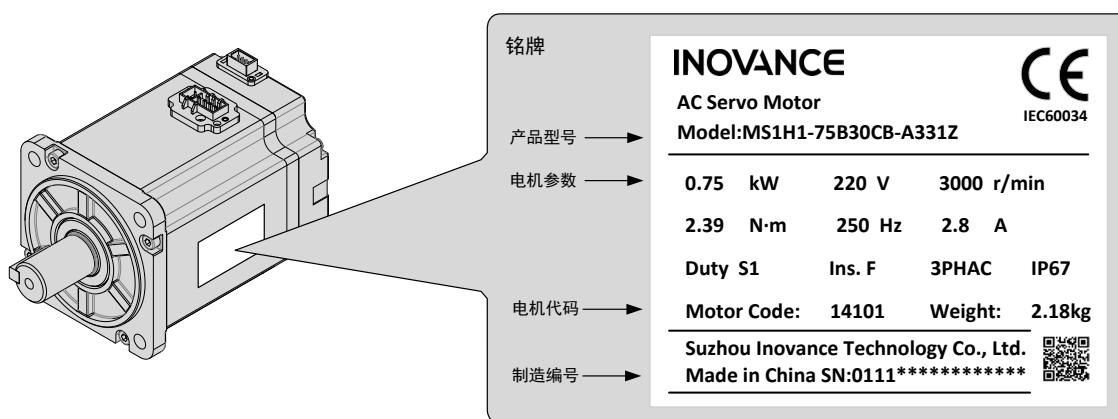 铭牌
INOVANCE
CE
AC Servo Motor
IEC60034
产品型号
Model:MS1H1-75B30CB-A331Z
电机参数
0.75 kW 220 V 3000 r/min
2.39 N·m 250 Hz 2.8 A
Duty S1 Ins. F 3PHAC IP67
电机代码
Motor Code: 14101 Weight: 2.18kg
Suzhou Inovance Technology Co., Ltd.
制造编号
Made in China SN:0111************